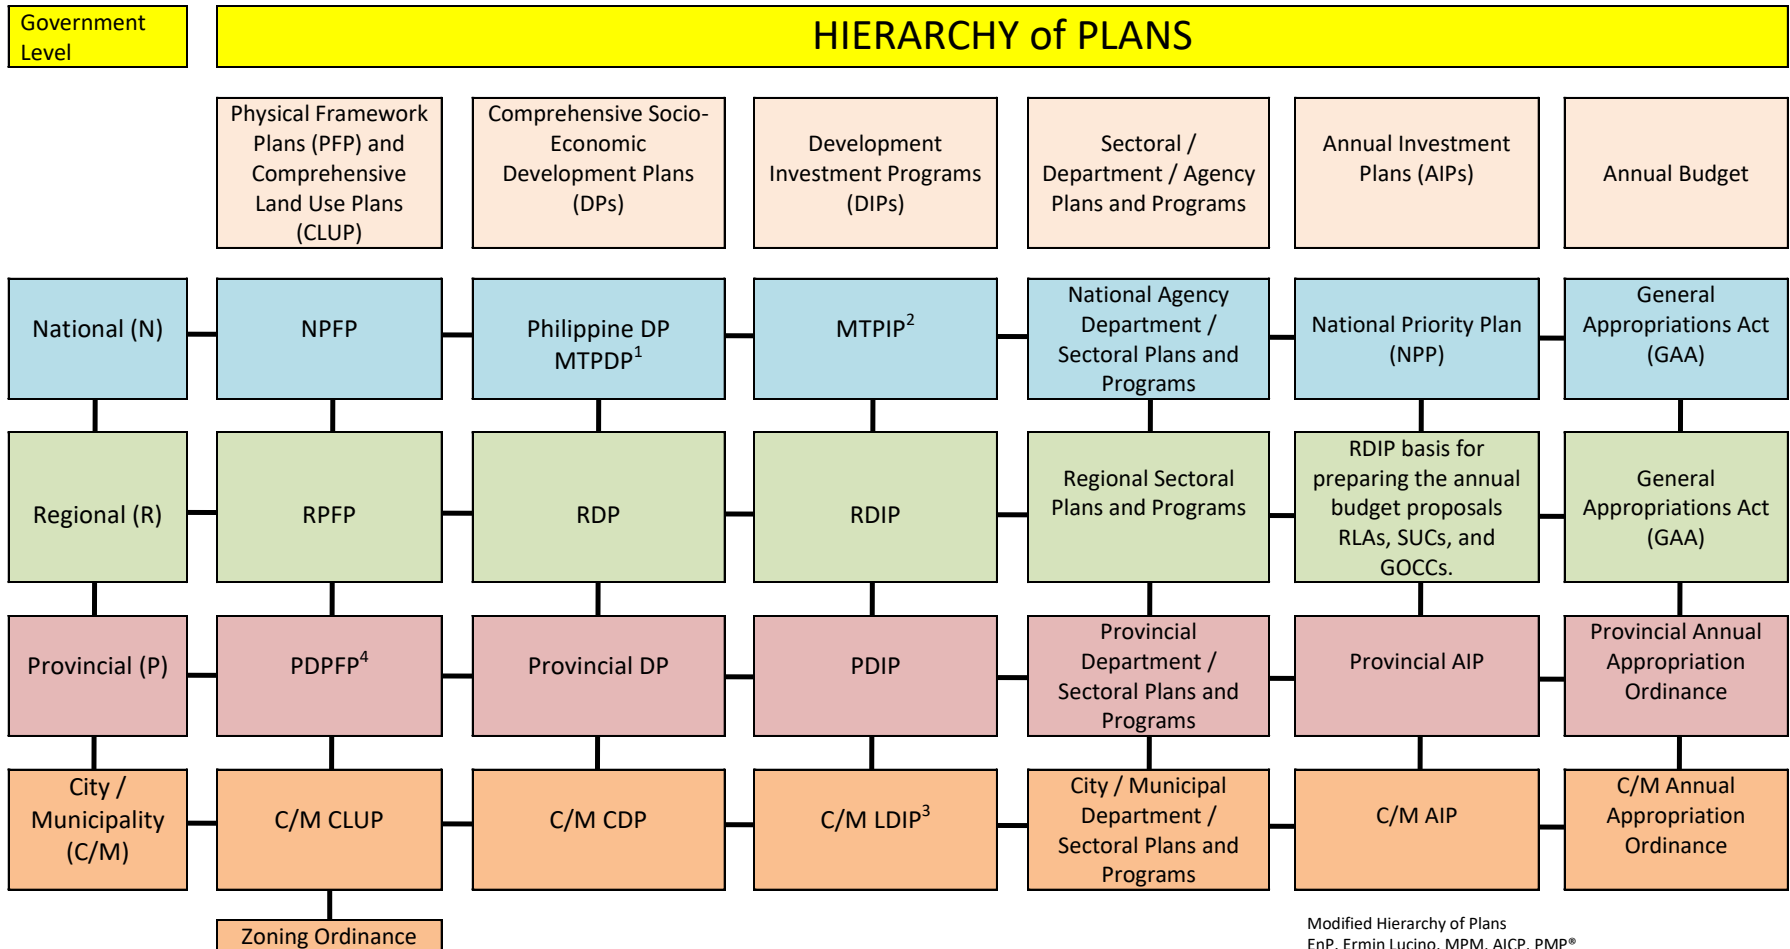 Government
Level
HIERARCHY of PLANS
Physical Framework
Plans (PFP) and
Comprehensive
Land Use Plans
(CLUP)
Comprehensive Socio-
Economic
Development Plans
(DPs)
Development
Investment Programs
(DIPs)
Sectoral /
Department / Agency
Plans and Programs
Annual Investment
Plans (AIPs)
Annual Budget
National (N)
NPFP
Philippine DP
MTPDP1
MTPIP2
National Agency
Department /
Sectoral Plans and
Programs
National Priority Plan
(NPP)
General
Appropriations Act
(GAA)
Regional (R)
RPFP
RDP
RDIP
Regional Sectoral
Plans and Programs
RDIP basis for
preparing the annual
budget proposals
RLAs, SUCs, and
GOCCs.
General
Appropriations Act
(GAA)
Provincial (P)
PDPFP4
Provincial DP
PDIP
Provincial
Department /
Sectoral Plans and
Programs
Provincial AIP
Provincial Annual
Appropriation
Ordinance
City /
Municipality
(C/M)
C/M CLUP
C/M CDP
C/M LDIP3
City / Municipal
Department /
Sectoral Plans and
Programs
C/M AIP
C/M Annual
Appropriation
Ordinance
Zoning Ordinance
Modified Hierarchy of Plans
EnP. Ermin Lucino, MPM, AICP, PMP®